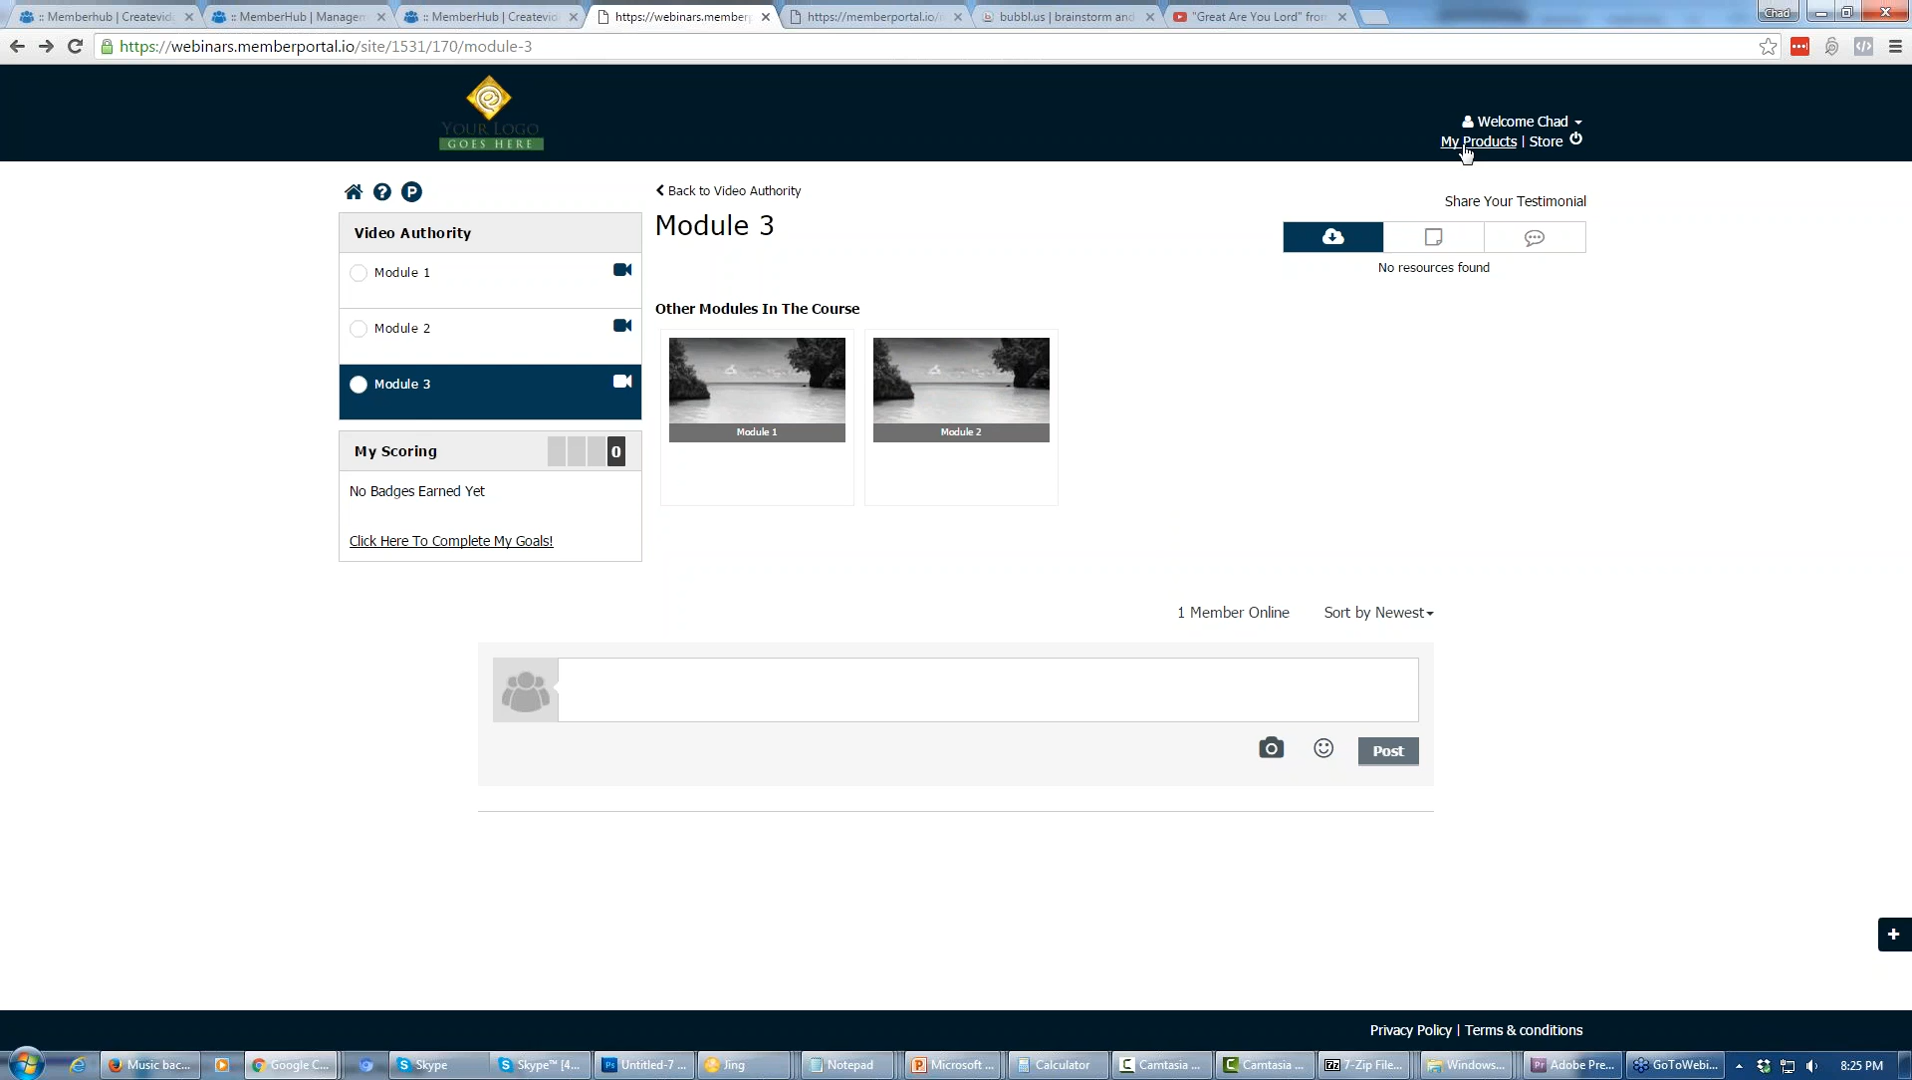 :: Memberhub | Createvid
:: MemberHub | Managem
:: MemberHub | Createvid
https://webinars.memberp
https://memberportal.io/
bubbl.us | brainstorm and
"Great Are You Lord" from
Chad
https://webinars.memberportal.io/site/1531/170/module-3
YOUR LOGO
GOES HERE
Welcome Chad
My Products | Store
P
Back to Video Authority
Module 3
Share Your Testimonial
Video Authority
Module 1
Module 2
Module 3
No resources found
Other Modules In The Course
Module 1
Module 2
My Scoring
0
No Badges Earned Yet
Click Here To Complete My Goals!
1 Member Online
Sort by Newest
Post
+
Privacy Policy | Terms & conditions
Music bac...
Google C...
Skype
Skype™ [4...
Untitled-7 ...
Jing
Notepad
Microsoft ...
Calculator
Camtasia ...
Camtasia ...
7-Zip File...
Windows...
Adobe Pre...
GoToWebi...
8:25 PM